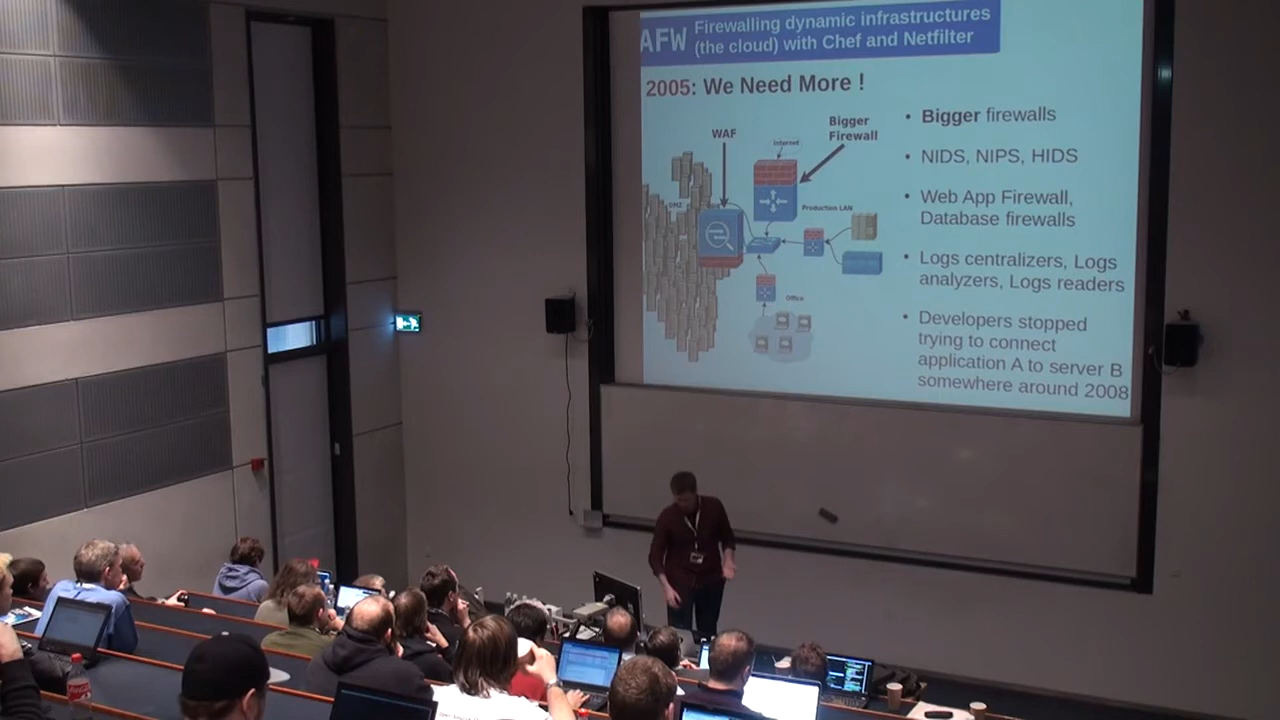 AFW
Firewalling dynamic infrastructures
(the cloud) with Chef and Netfilter
2005: We Need More !
WAF
Bigger
Firewall
Internet
DMZ
Production LAN
Office
• Bigger firewalls
• NIDS, NIPS, HIDS
• Web App Firewall,
Database firewalls
• Logs centralizers, Logs
analyzers, Logs readers
• Developers stopped
trying to connect
application A to server B
somewhere around 2008